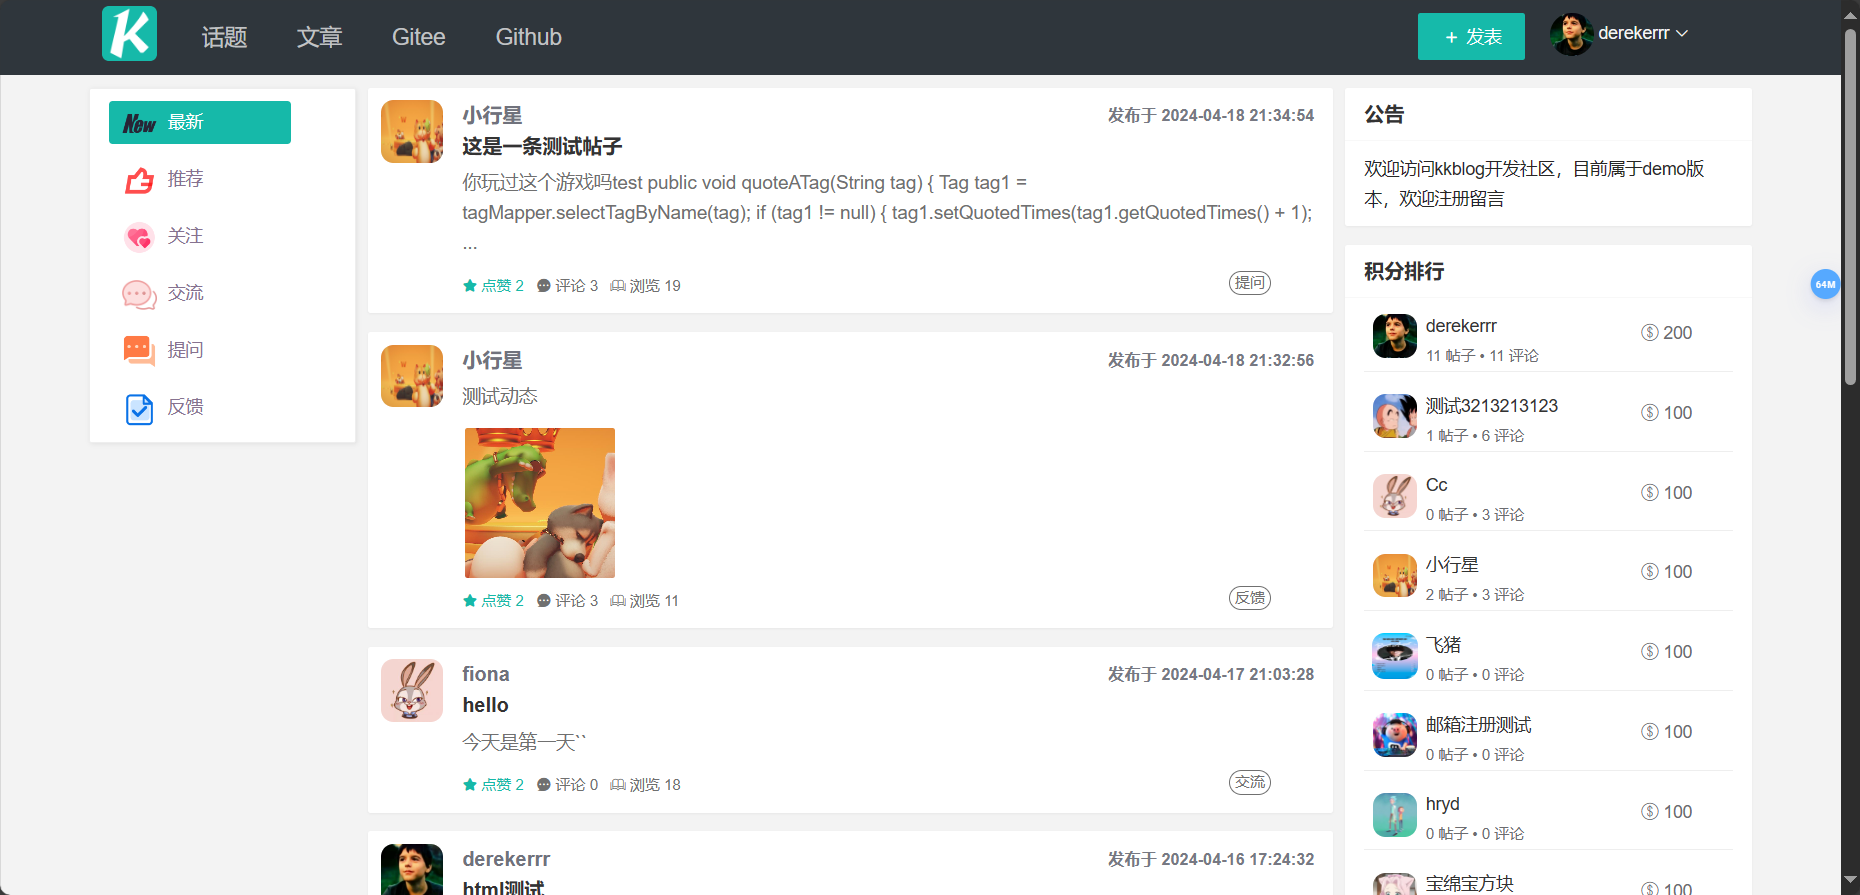 K
话题
文章
Gitee
Github
+ 发表
derekerrr
New 最新
推荐
关注
交流
提问
反馈
小行星
发布于 2024-04-18 21:34:54
这是一条测试帖子
你玩过这个游戏吗test public void quoteATag(String tag) { Tag tag1 =
tagMapper.selectTagByName(tag); if (tag1 != null) { tag1.setQuotedTimes(tag1.getQuotedTimes() + 1);
...
点赞 2 评论 3 浏览 19
提问
小行星
发布于 2024-04-18 21:32:56
测试动态
点赞 2 评论 3 浏览 11
反馈
fiona
发布于 2024-04-17 21:03:28
hello
今天是第一天``
点赞 2 评论 0 浏览 18
交流
derekerrr
发布于 2024-04-16 17:24:32
html测试
公告
欢迎访问kkblog开发社区，目前属于demo版
本，欢迎注册留言
积分排行
derekerrr
11 帖子 • 11 评论
200
测试3213213123
1 帖子 • 6 评论
100
Cc
0 帖子 • 3 评论
100
小行星
2 帖子 • 3 评论
100
飞猪
0 帖子 • 0 评论
100
邮箱注册测试
0 帖子 • 0 评论
100
hryd
0 帖子 • 0 评论
100
宝绵宝方块
100
64M